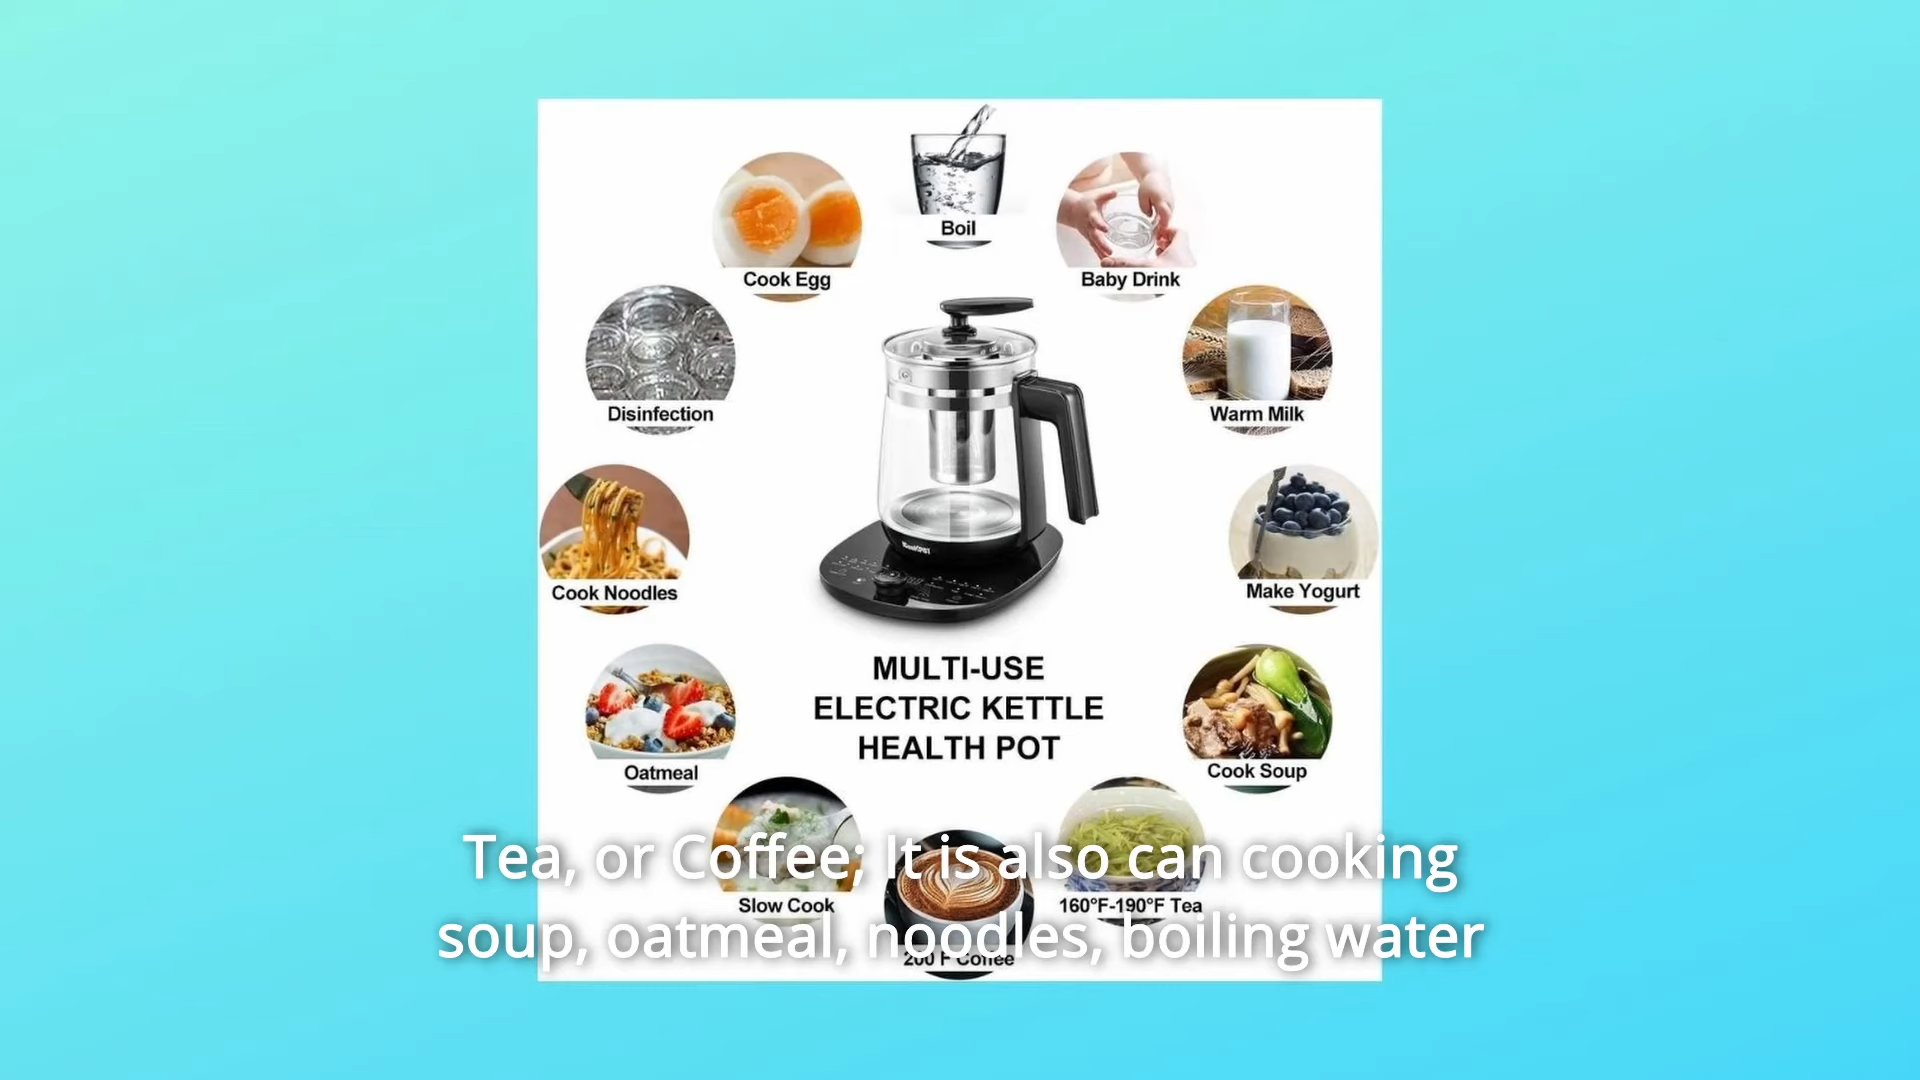 Boil
Cook Egg
Baby Drink
Disinfection
Warm Milk
Cook Noodles
Make Yogurt
MULTI-USE
ELECTRIC KETTLE
HEALTH POT
Oatmeal
Cook Soup
Slow Cook
160°F-190°F Tea
200°F Coffee
Tea, or Coffee; It is also can cooking
soup, oatmeal, noodles, boiling water